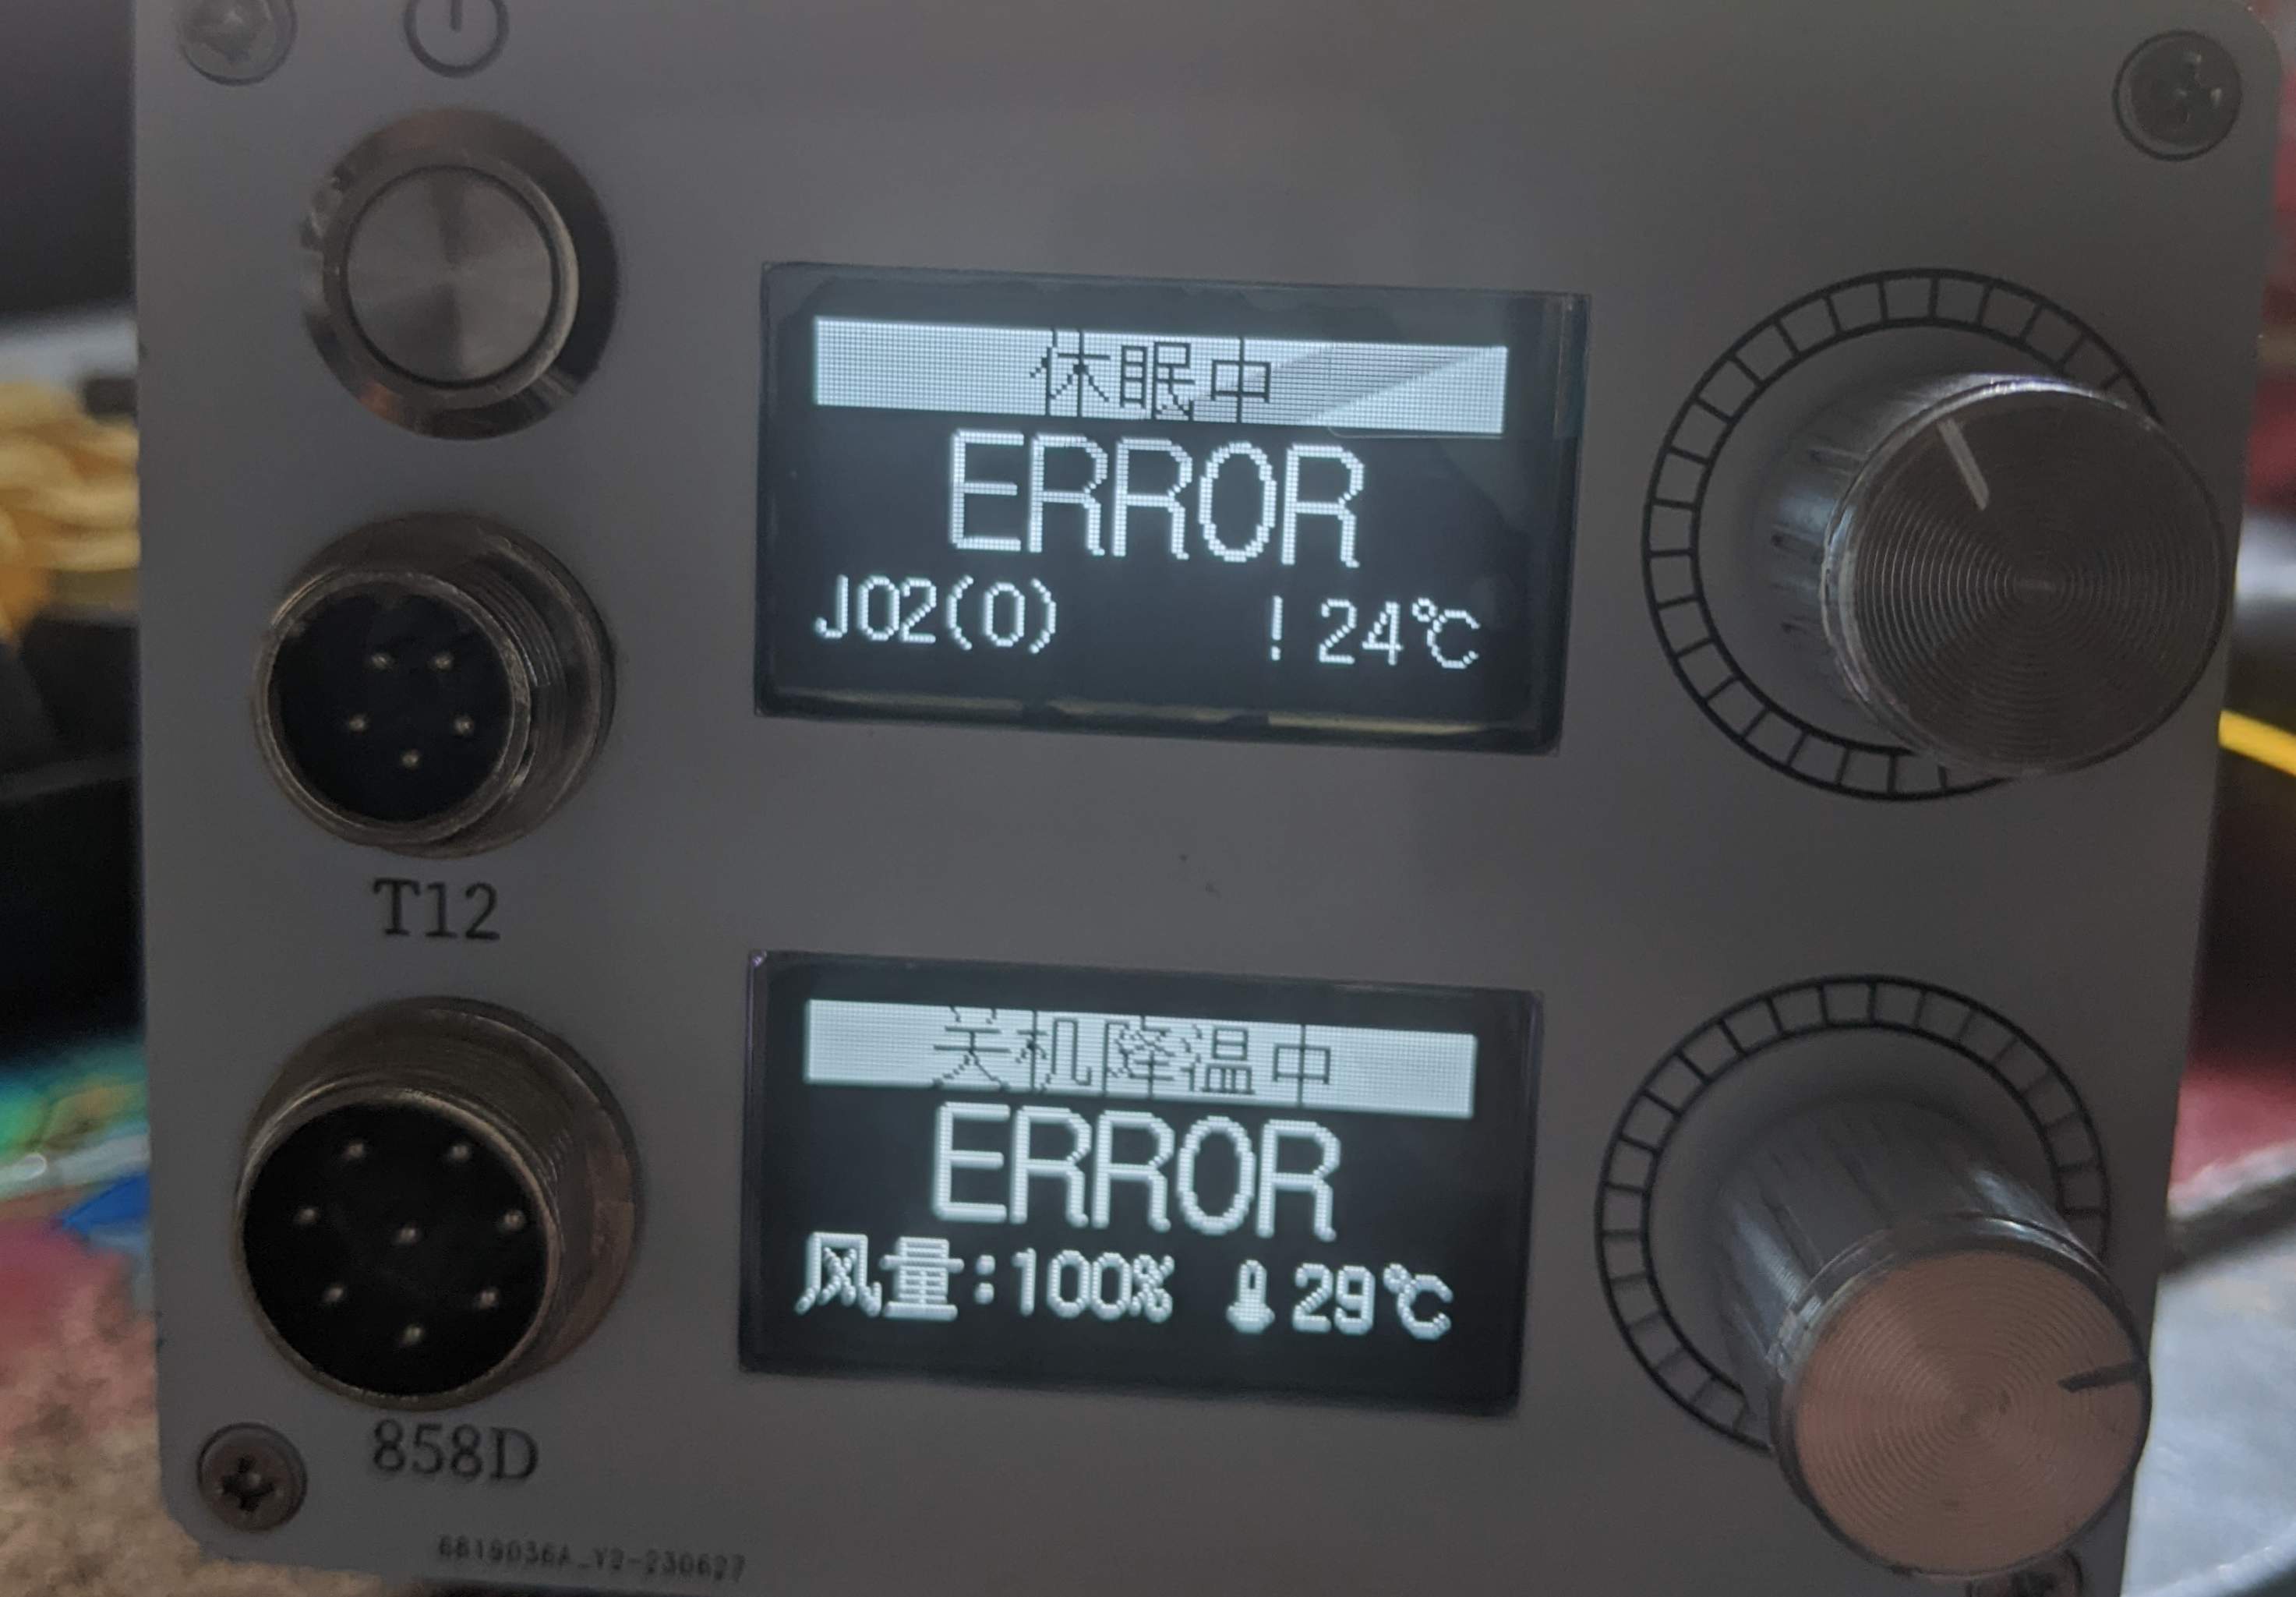 休眠中
ERROR
J02(0) !24℃
T12
关机降温中
ERROR
风量:100% 29℃
858D